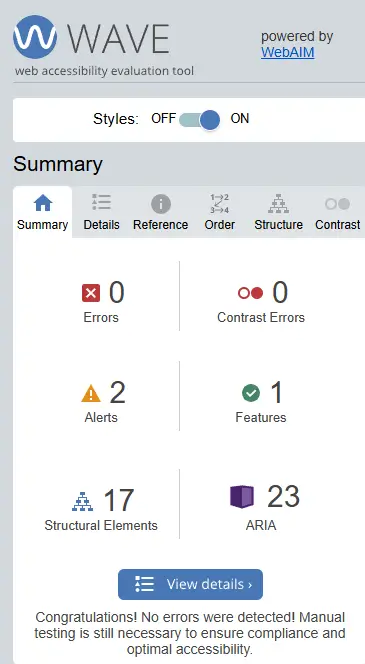 WAVE
web accessibility evaluation tool
powered by
WebAIM
Styles: OFF ON
Summary
Summary Details Reference Order Structure Contrast
0
Errors
0
Contrast Errors
2
Alerts
1
Features
17
Structural Elements
23
ARIA
View details ›
Congratulations! No errors were detected! Manual
testing is still necessary to ensure compliance and
optimal accessibility.